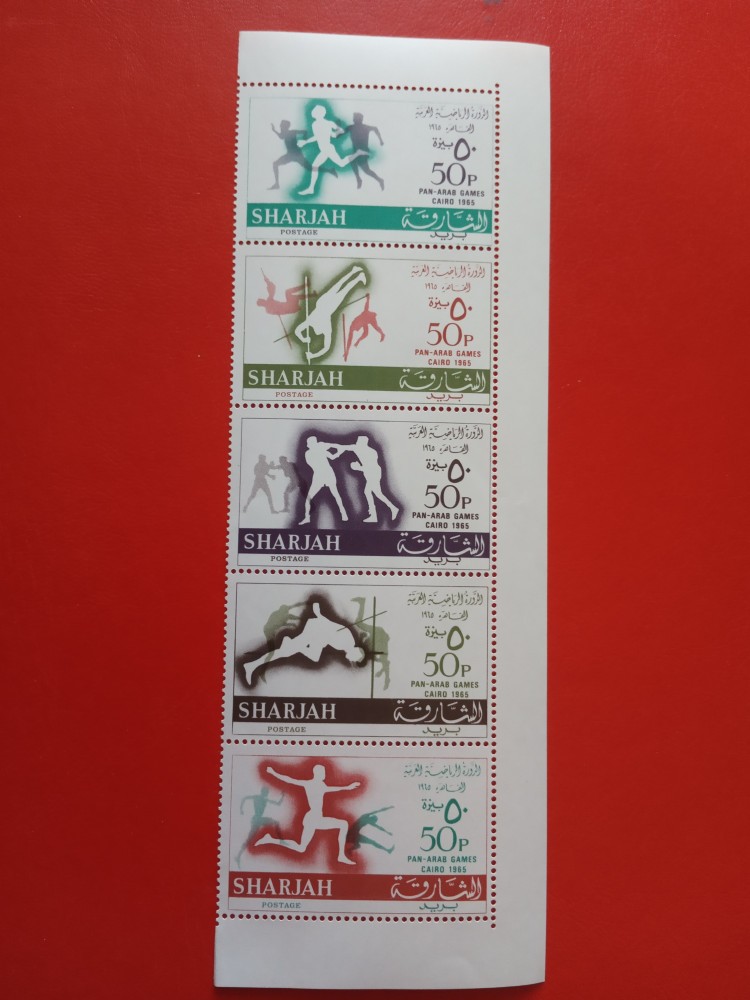 الدورة الرياضية العربية
القاهرة ١٩٦٥
٥٠ بيزة
50P
PAN-ARAB GAMES
CAIRO 1965
SHARJAH الشارقة
POSTAGE بريد
الدورة الرياضية العربية
القاهرة ١٩٦٥
٥٠ بيزة
50P
PAN-ARAB GAMES
CAIRO 1965
SHARJAH الشارقة
POSTAGE بريد
الدورة الرياضية العربية
القاهرة ١٩٦٥
٥٠ بيزة
50P
PAN-ARAB GAMES
CAIRO 1965
SHARJAH الشارقة
POSTAGE بريد
الدورة الرياضية العربية
القاهرة ١٩٦٥
٥٠ بيزة
50P
PAN-ARAB GAMES
CAIRO 1965
SHARJAH الشارقة
POSTAGE بريد
الدورة الرياضية العربية
القاهرة ١٩٦٥
٥٠ بيزة
50P
PAN-ARAB GAMES
CAIRO 1965
SHARJAH الشارقة
POSTAGE بريد